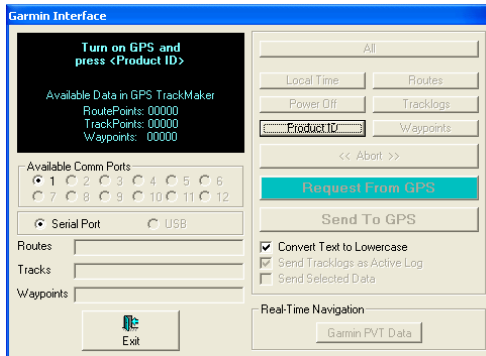 Garmin Interface
Turn on GPS and
press <Product ID>
Available Data in GPS TrackMaker
RoutePoints: 00000
TrackPoints: 00000
Waypoints: 00000
Available Comm Ports
1 2 3 4 5 6
7 8 9 10 11 12
Serial Port USB
Routes
Tracks
Waypoints
Exit
All
Local Time Routes
Power Off Tracklogs
Product ID Waypoints
<< Abort >>
Request From GPS
Send To GPS
Convert Text to Lowercase
Send Tracklogs as Active Log
Send Selected Data
Real-Time Navigation
Garmin PVT Data